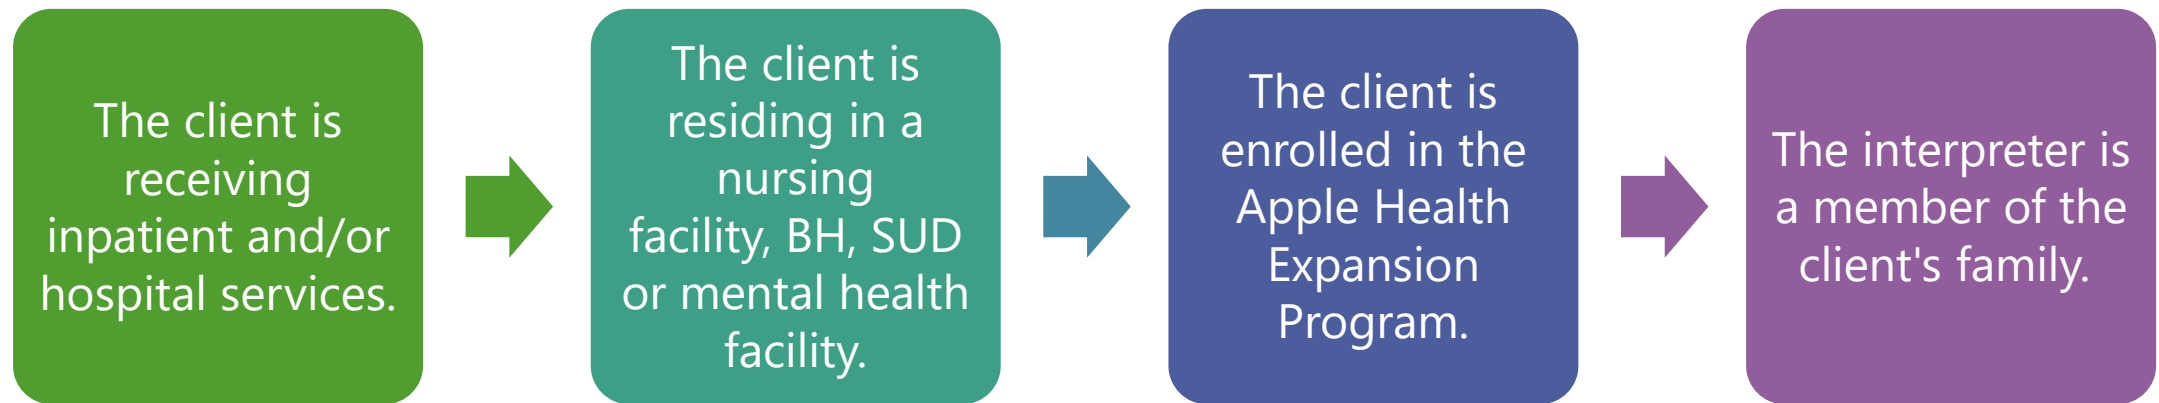 The client is
receiving
inpatient and/or
hospital services.
The client is
residing in a
nursing
facility, BH, SUD
or mental health
facility.
The client is
enrolled in the
Apple Health
Expansion
Program.
The interpreter is
a member of the
client's family.